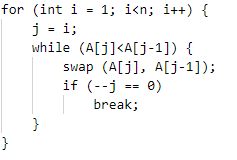 for (int i = 1; i<n; i++) {
    j = i;
    while (A[j]<A[j-1]) {
        swap (A[j], A[j-1]);
        if (--j == 0)
            break;
    }
}